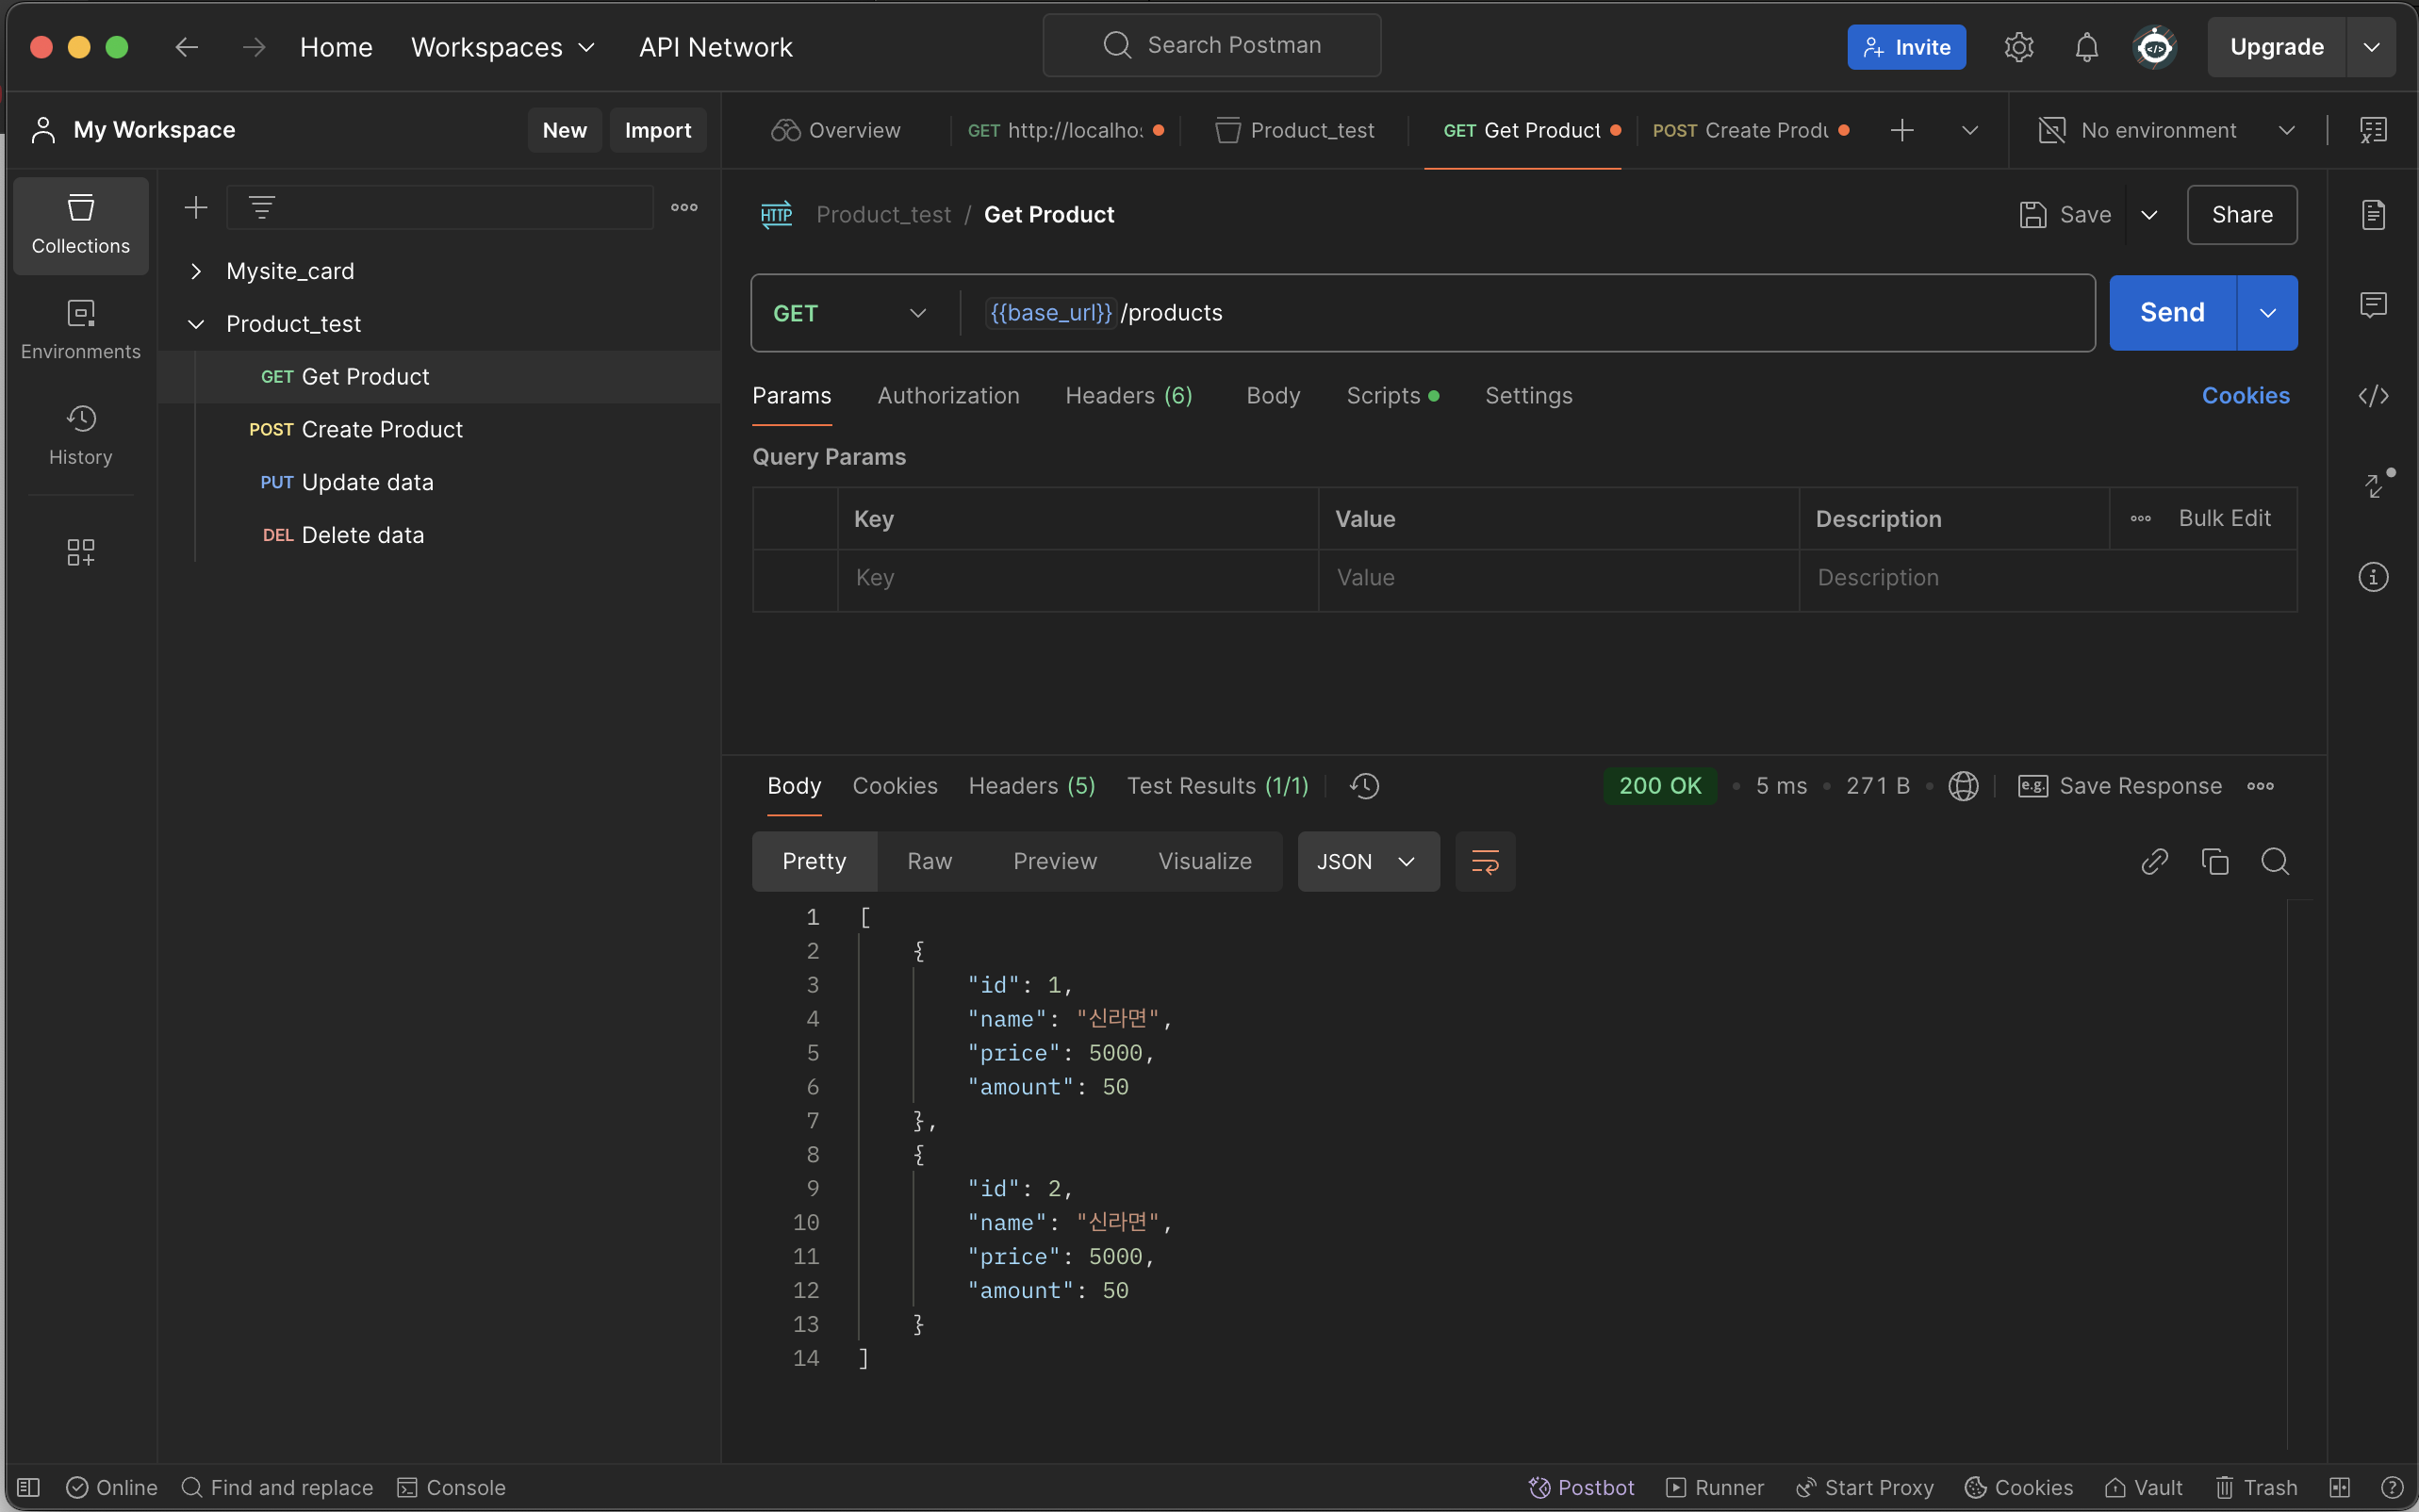 Home Workspaces API Network Search Postman Invite Upgrade
My Workspace New Import Overview GET http://localhos Product_test GET Get Product POST Create Produ No environment
Collections
Environments
History
Mysite_card
Product_test
GET Get Product
POST Create Product
PUT Update data
DEL Delete data
HTTP Product_test / Get Product Save Share
GET {{base_url}}/products Send
Params Authorization Headers (6) Body Scripts Settings Cookies
Query Params
Key Value Description Bulk Edit
Key Value Description
Body Cookies Headers (5) Test Results (1/1) 200 OK 5 ms 271 B e.g. Save Response
Pretty Raw Preview Visualize JSON
1 [
2 {
3 "id": 1,
4 "name": "신라면",
5 "price": 5000,
6 "amount": 50
7 },
8 {
9 "id": 2,
10 "name": "신라면",
11 "price": 5000,
12 "amount": 50
13 }
14 ]
Online Find and replace Console Postbot Runner Start Proxy Cookies Vault Trash